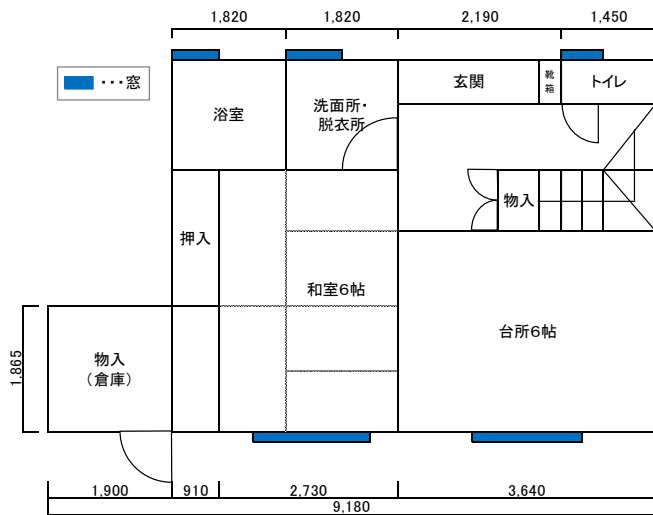 1,820
1,820
2,190
1,450
・・・窓
浴室
洗面所・
脱衣所
玄関
靴
箱
トイレ
押入
物入
和室6帖
台所6帖
物入
(倉庫)
1,865
1,900
910
2,730
3,640
9,180